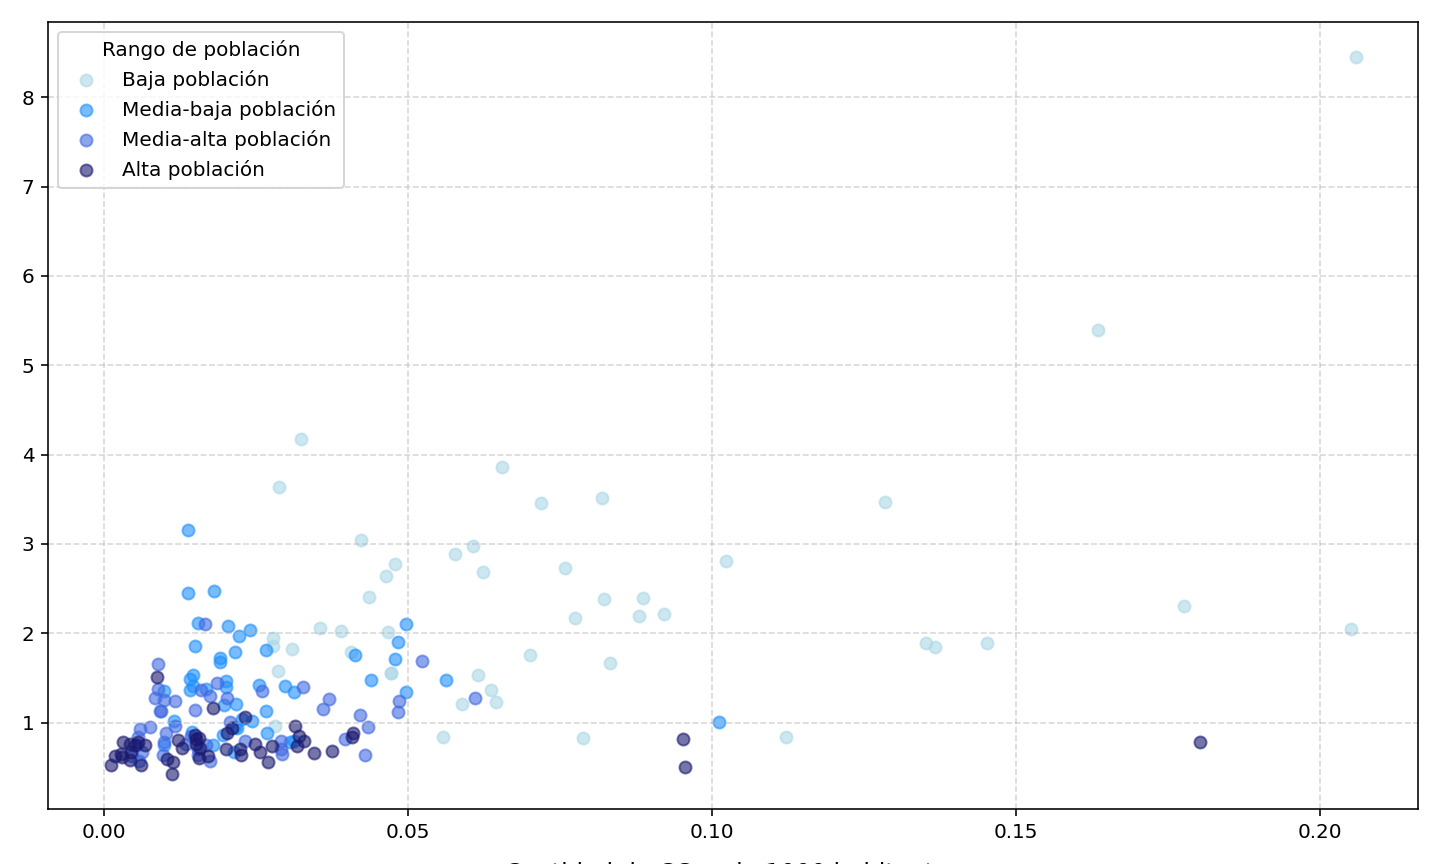 Rango de población
Baja población
Media-baja población
Media-alta población
Alta población
8
7
6
5
4
3
2
1
0.00 0.05 0.10 0.15 0.20